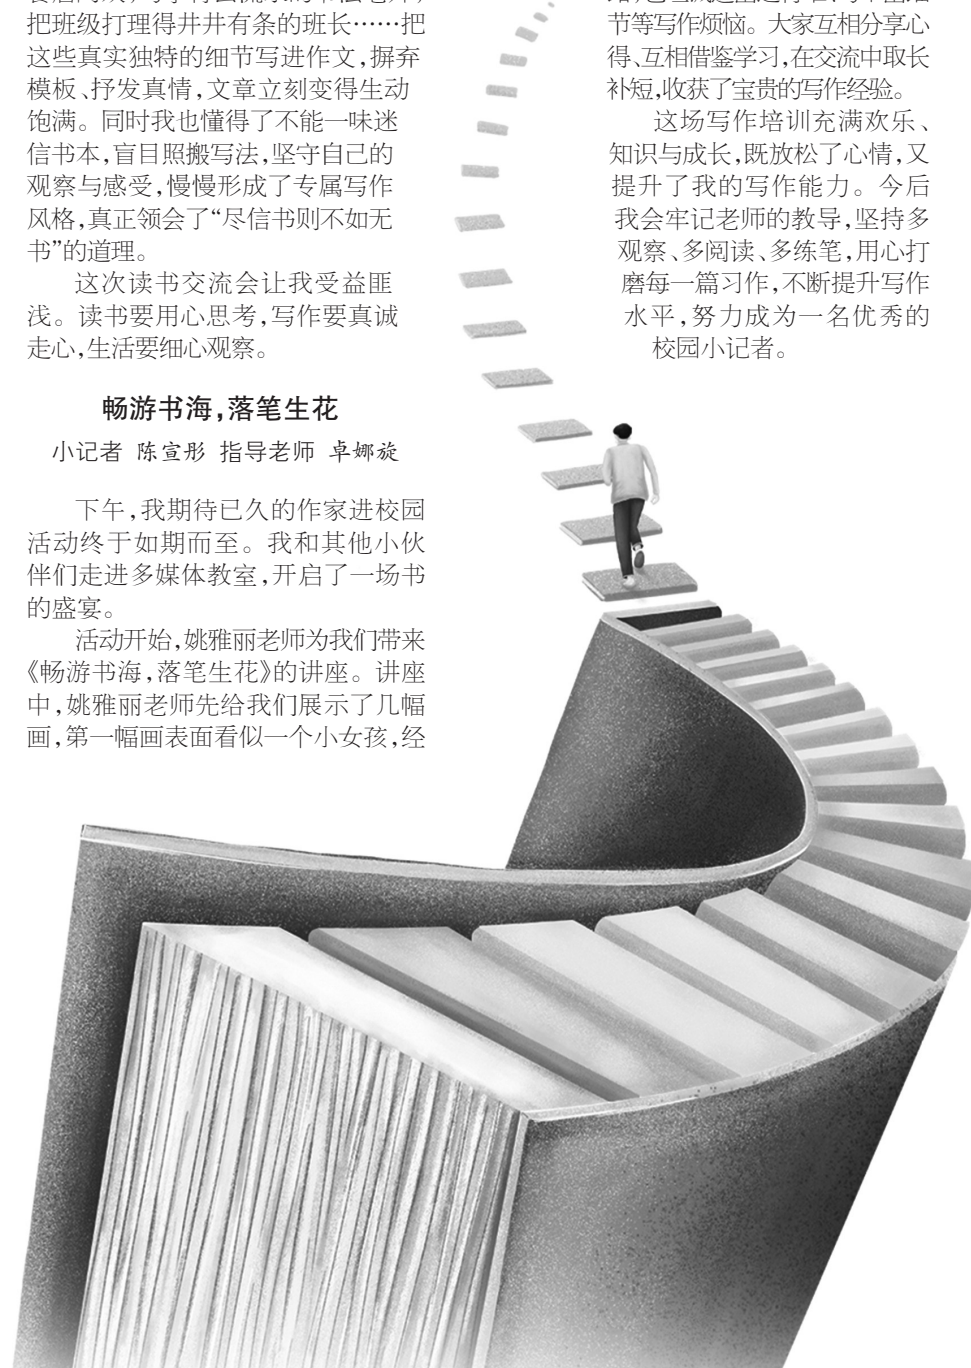 把班级打理得井井有条的班长……把
这些真实独特的细节写进作文,摒弃
模板、抒发真情,文章立刻变得生动
饱满。同时我也懂得了不能一味迷
信书本,盲目照搬写法,坚守自己的
观察与感受,慢慢形成了专属写作
风格,真正领会了“尽信书则不如无
书”的道理。
这次读书交流会让我受益匪
浅。读书要用心思考,写作要真诚
走心,生活要细心观察。
畅游书海,落笔生花
小记者 陈宣彤 指导老师 卓娜旋
下午,我期待已久的作家进校园
活动终于如期而至。我和其他小伙
伴们走进多媒体教室,开启了一场书
的盛宴。
活动开始,姚雅丽老师为我们带来
《畅游书海,落笔生花》的讲座。讲座
中,姚雅丽老师先给我们展示了几幅
画,第一幅画表面看似一个小女孩,经
节等写作烦恼。大家互相分享心
得、互相借鉴学习,在交流中取长
补短,收获了宝贵的写作经验。
这场写作培训充满欢乐、
知识与成长,既放松了心情,又
提升了我的写作能力。今后
我会牢记老师的教导,坚持多
观察、多阅读、多练笔,用心打
磨每一篇习作,不断提升写作
水平,努力成为一名优秀的
校园小记者。